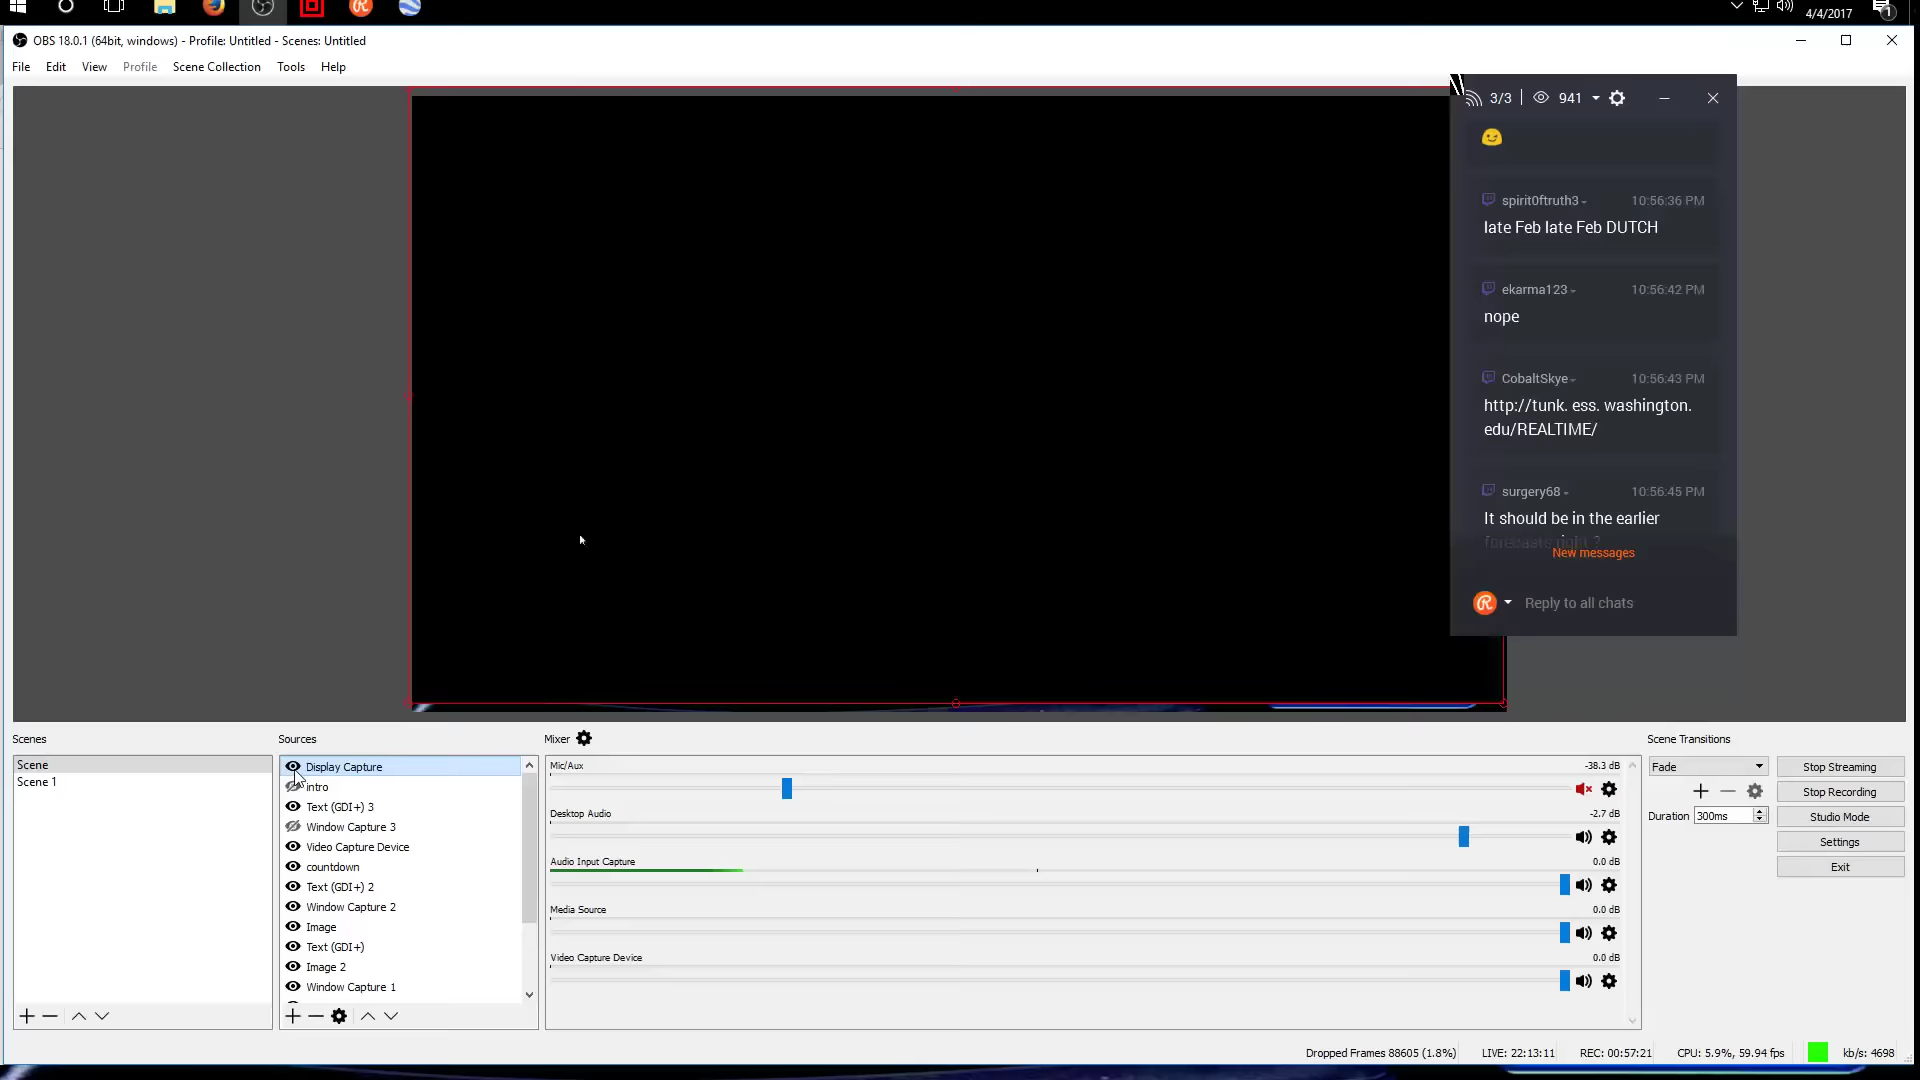 4/4/2017
1
OBS 18.0.1 (64bit, windows) - Profile: Untitled - Scenes: Untitled
File Edit View Profile Scene Collection Tools Help
3/3 941
spirit0ftruth3 10:56:36 PM
late Feb late Feb DUTCH
ekarma123 10:56:42 PM
nope
CobaltSkye 10:56:43 PM
http://tunk. ess. washington.
edu/REALTIME/
surgery68 10:56:45 PM
It should be in the earlier
forecasts right ?
New messages
Reply to all chats
Scenes
Scene
Scene 1
Sources
Display Capture
intro
Text (GDI+) 3
Window Capture 3
Video Capture Device
countdown
Text (GDI+) 2
Window Capture 2
Image
Text (GDI+)
Image 2
Window Capture 1
Mixer
Mic/Aux -38.3 dB
Desktop Audio -2.7 dB
Audio Input Capture 0.0 dB
Media Source 0.0 dB
Video Capture Device 0.0 dB
Scene Transitions
Fade
Duration 300ms
Stop Streaming
Stop Recording
Studio Mode
Settings
Exit
Dropped Frames 88605 (1.8%) LIVE: 22:13:11 REC: 00:57:21 CPU: 5.9%, 59.94 fps kb/s: 4698